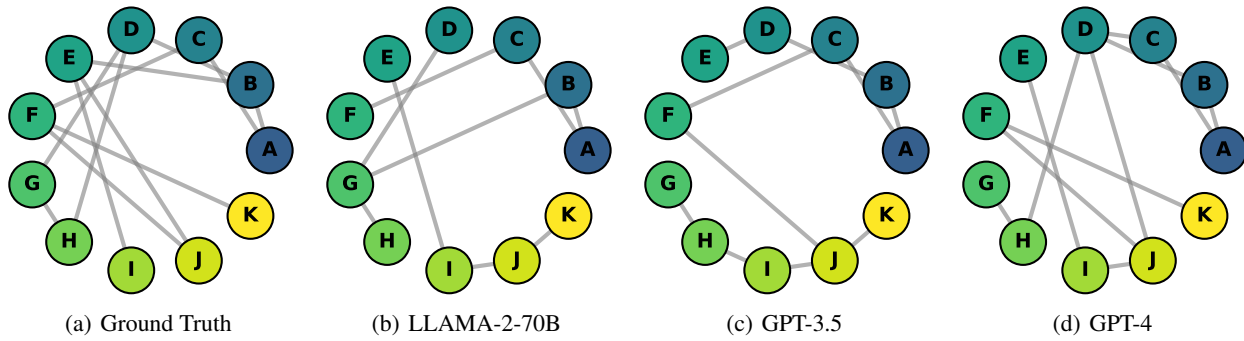 D
C
E
B
F
A
G
K
H
I
J
(a) Ground Truth
D
C
E
B
F
A
G
K
H
I
J
(b) LLAMA-2-70B
D
C
E
B
F
A
G
K
H
I
J
(c) GPT-3.5
D
C
E
B
F
A
G
K
H
I
J
(d) GPT-4